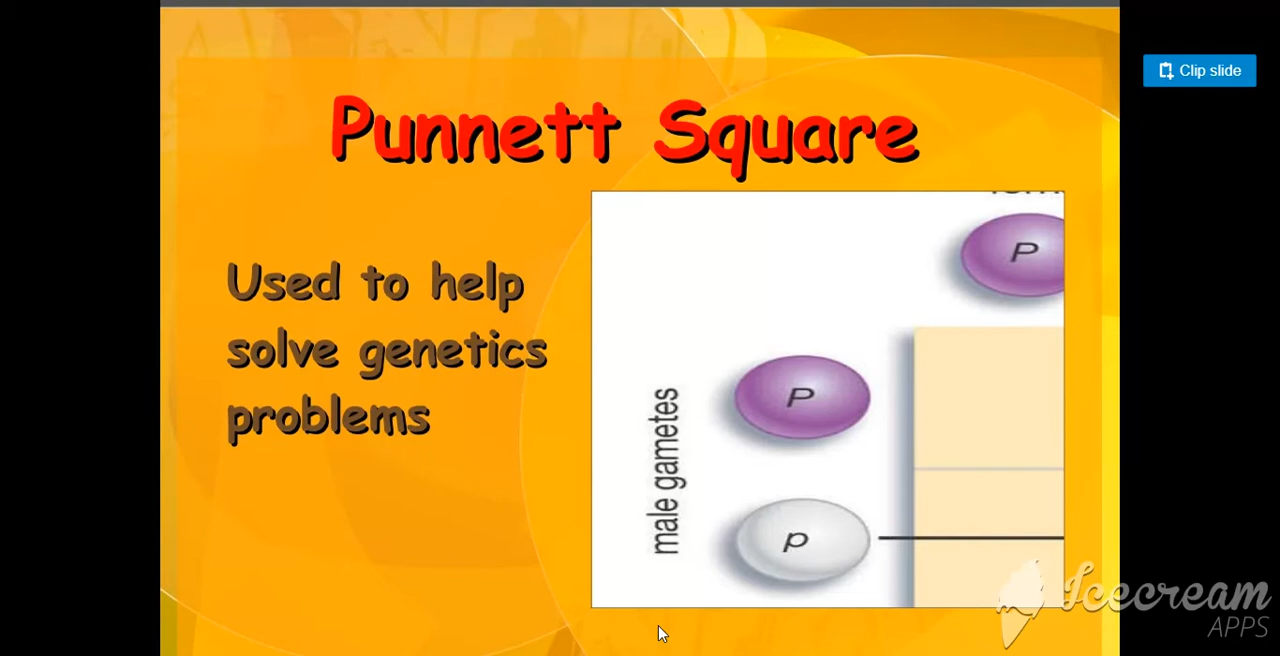 Clip slide
Punnett Square
Used to help
solve genetics
problems
P
male gametes
P
p
Icecream
APPS